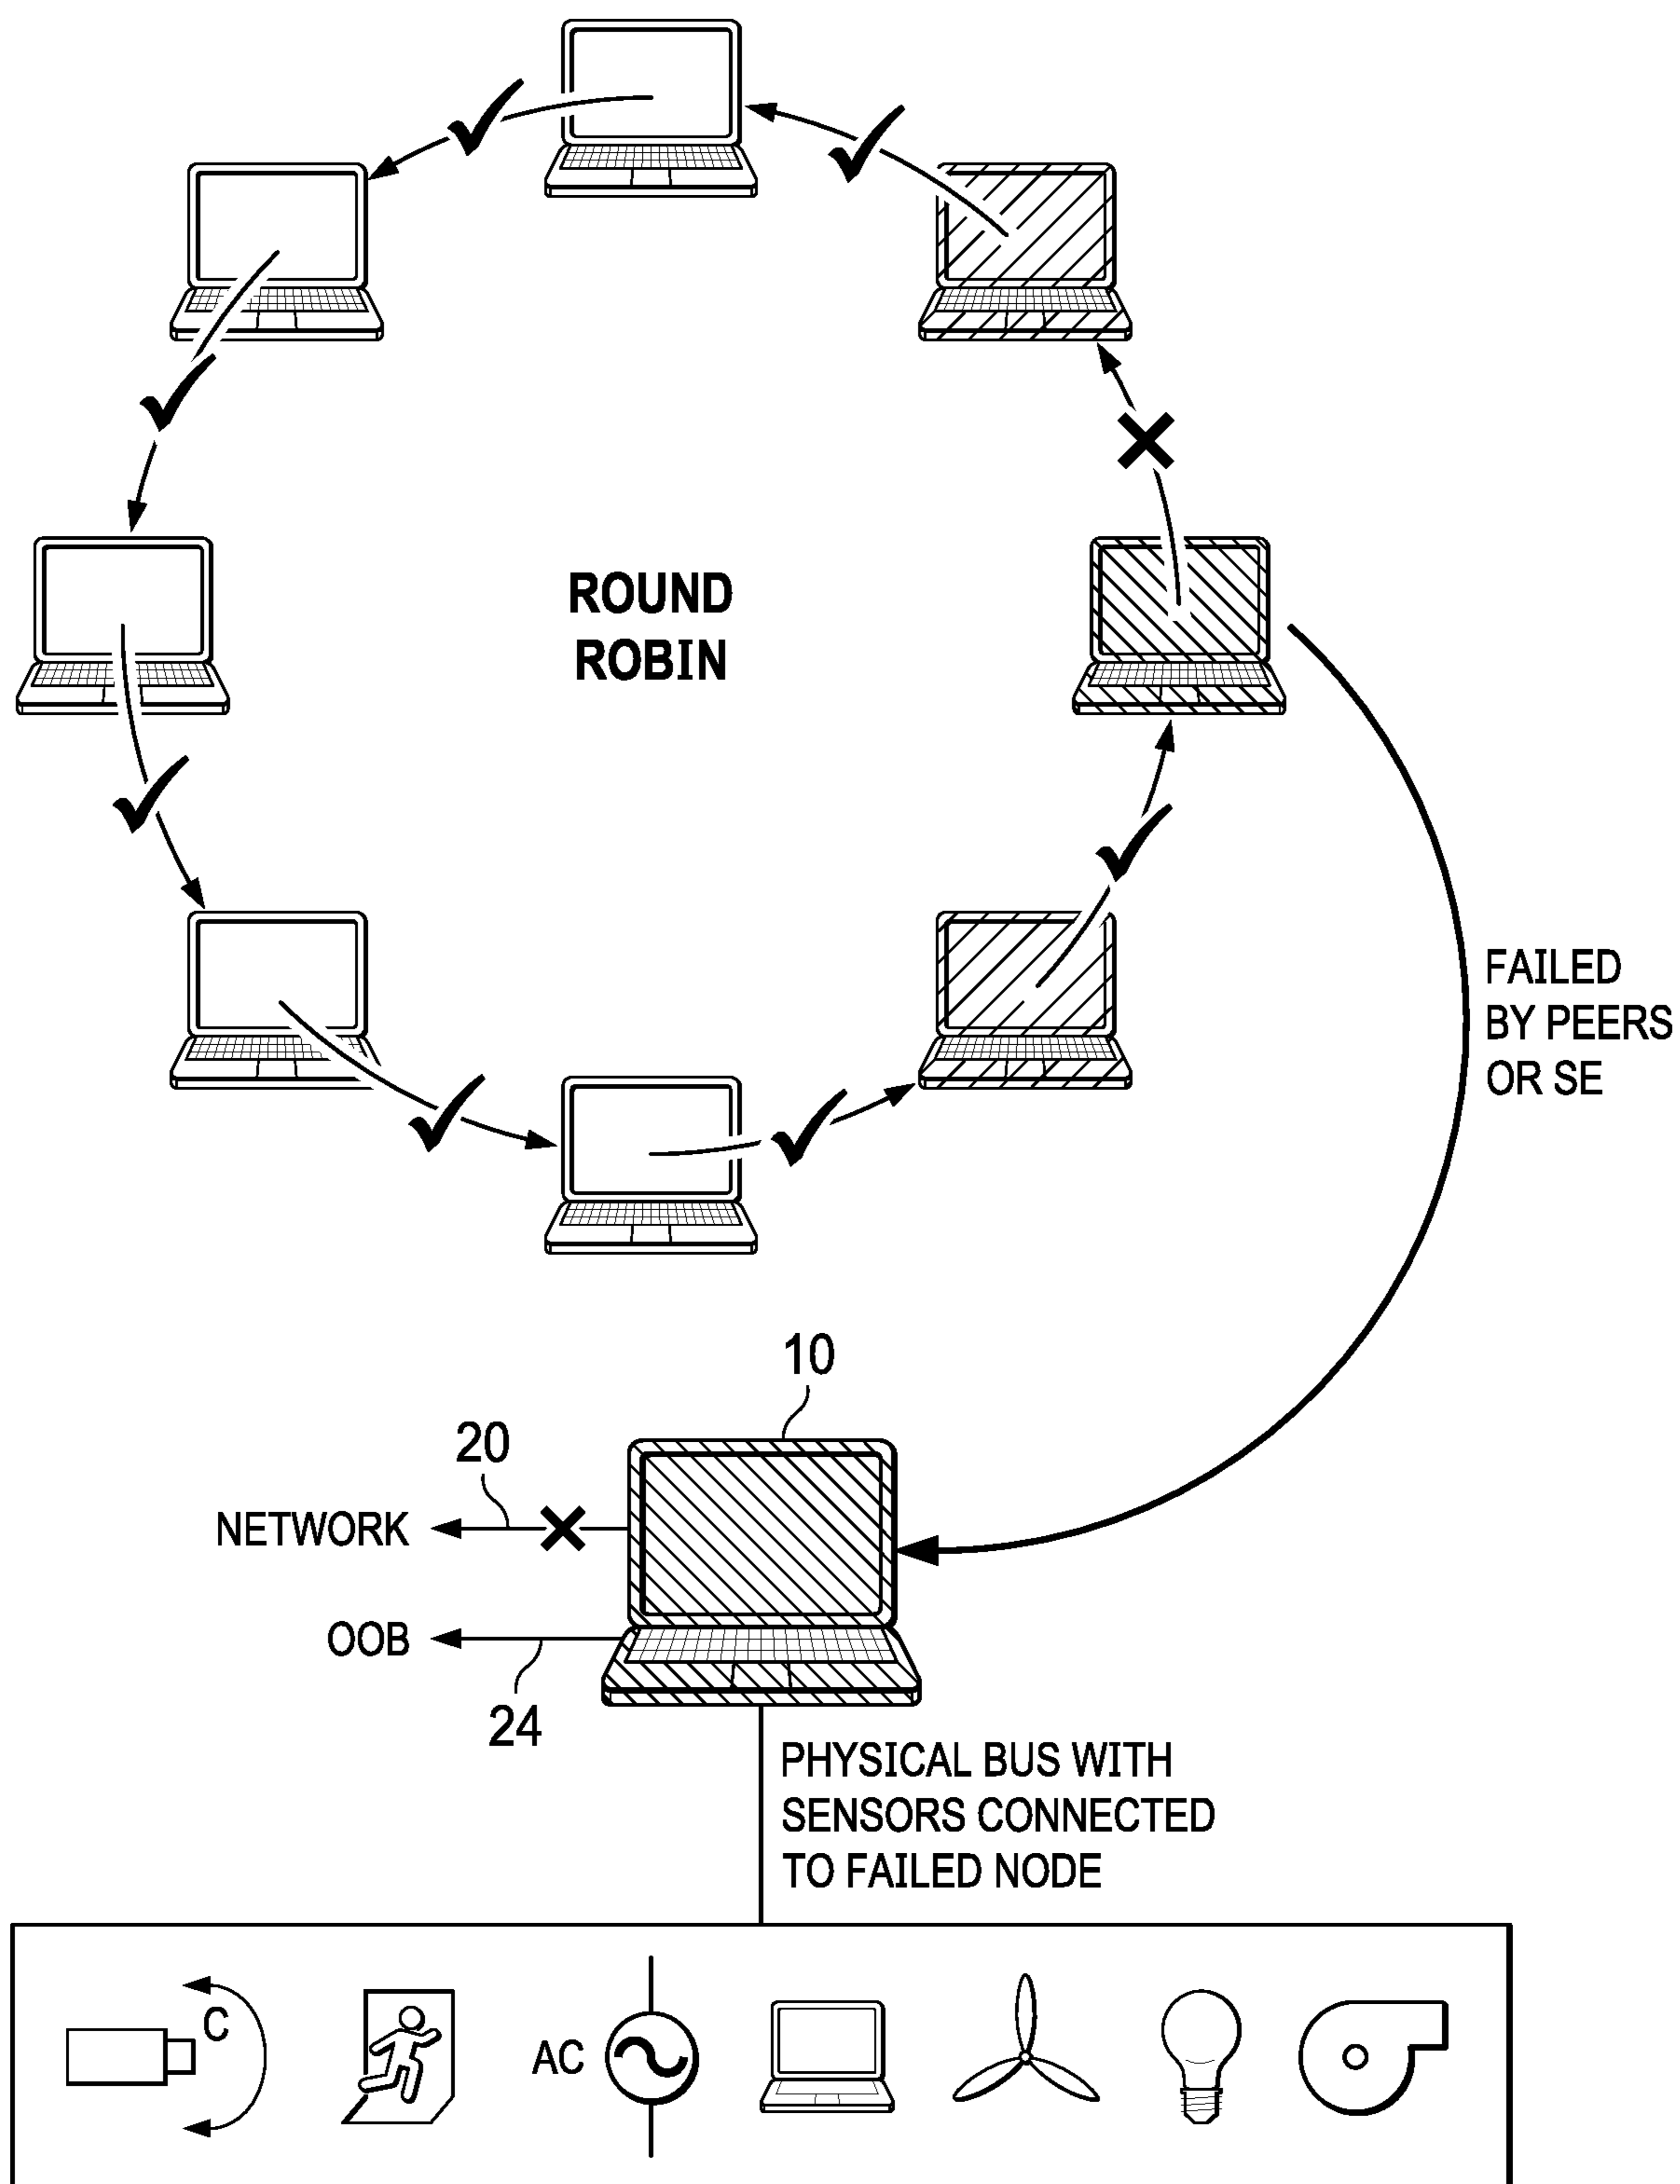 ROUND
ROBIN
FAILED
BY PEERS
OR SE
10
20
NETWORK
OOB
24
PHYSICAL BUS WITH
SENSORS CONNECTED
TO FAILED NODE
C
AC